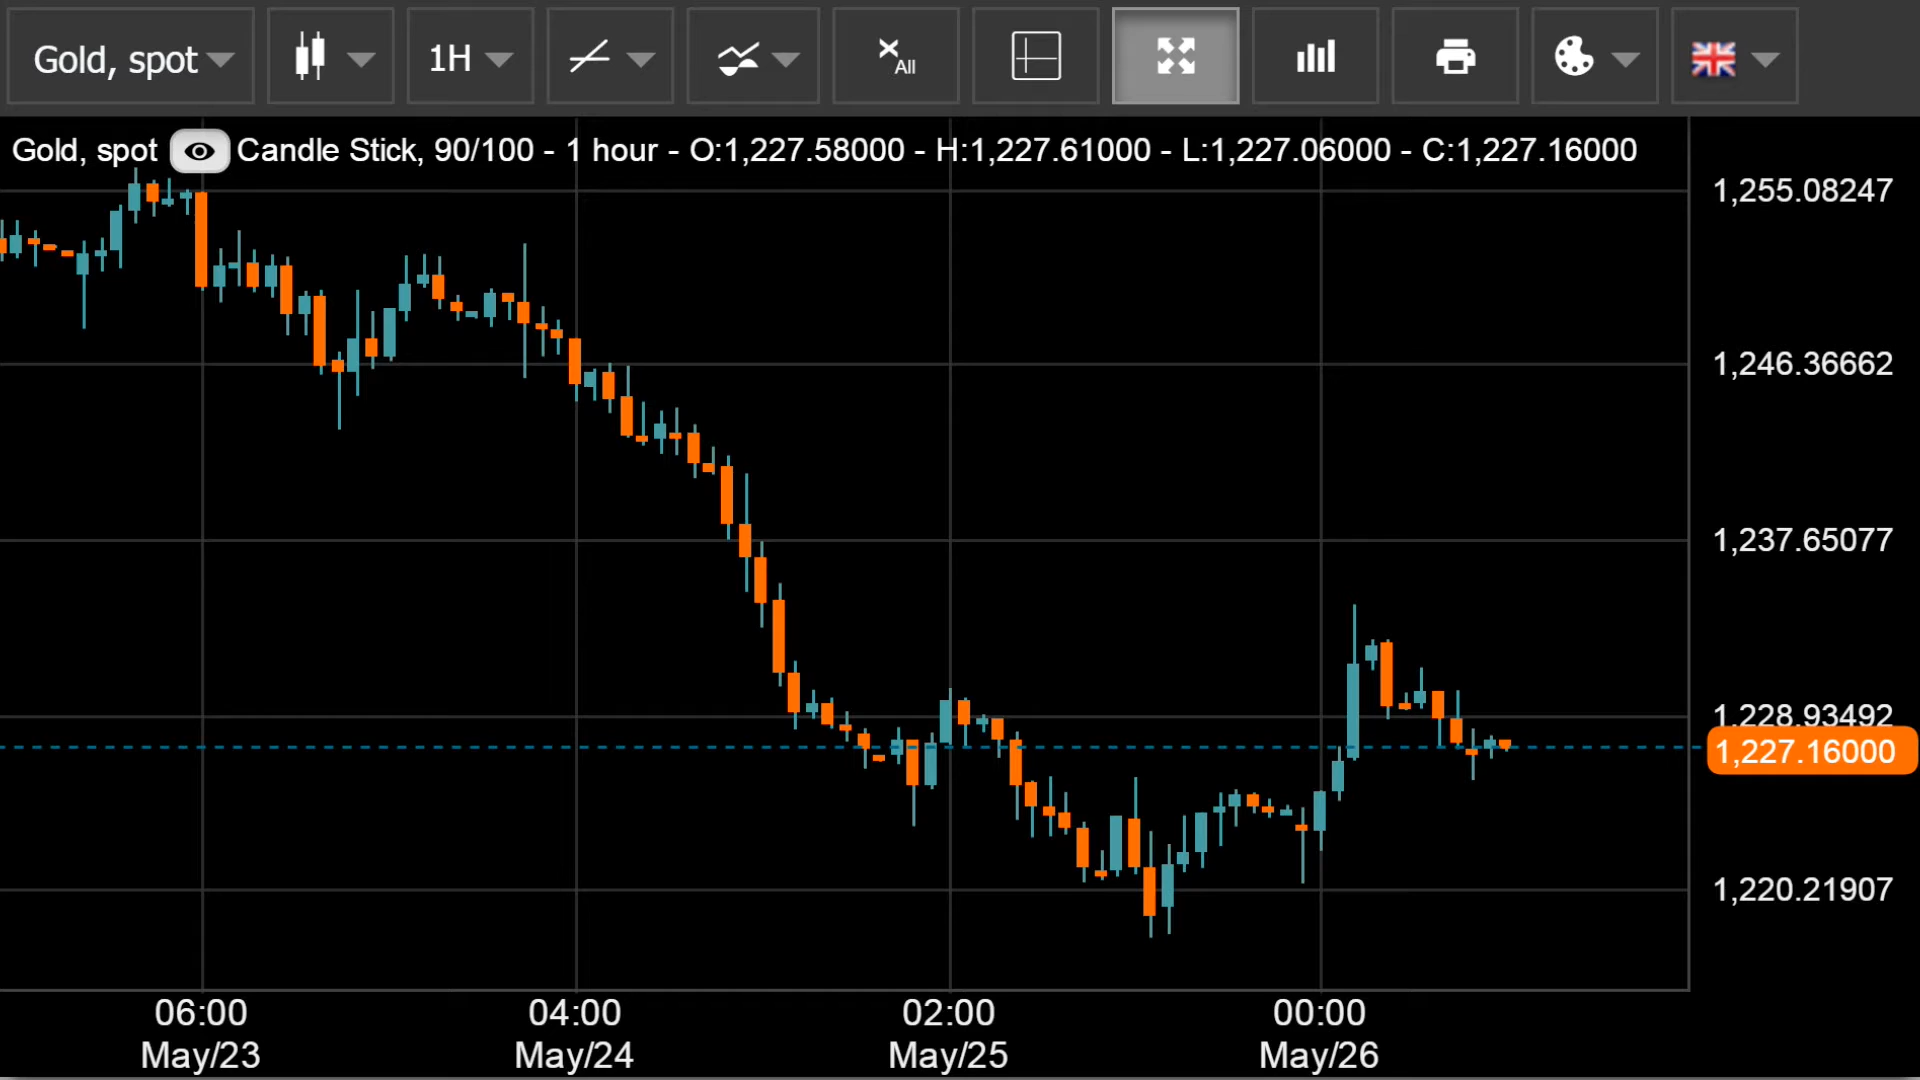 Gold, spot 1H All
Gold, spot Candle Stick, 90/100 - 1 hour - O:1,227.58000 - H:1,227.61000 - L:1,227.06000 - C:1,227.16000
1,255.08247
1,246.36662
1,237.65077
1,228.93492
1,227.16000
1,220.21907
06:00 04:00 02:00 00:00
May/23 May/24 May/25 May/26